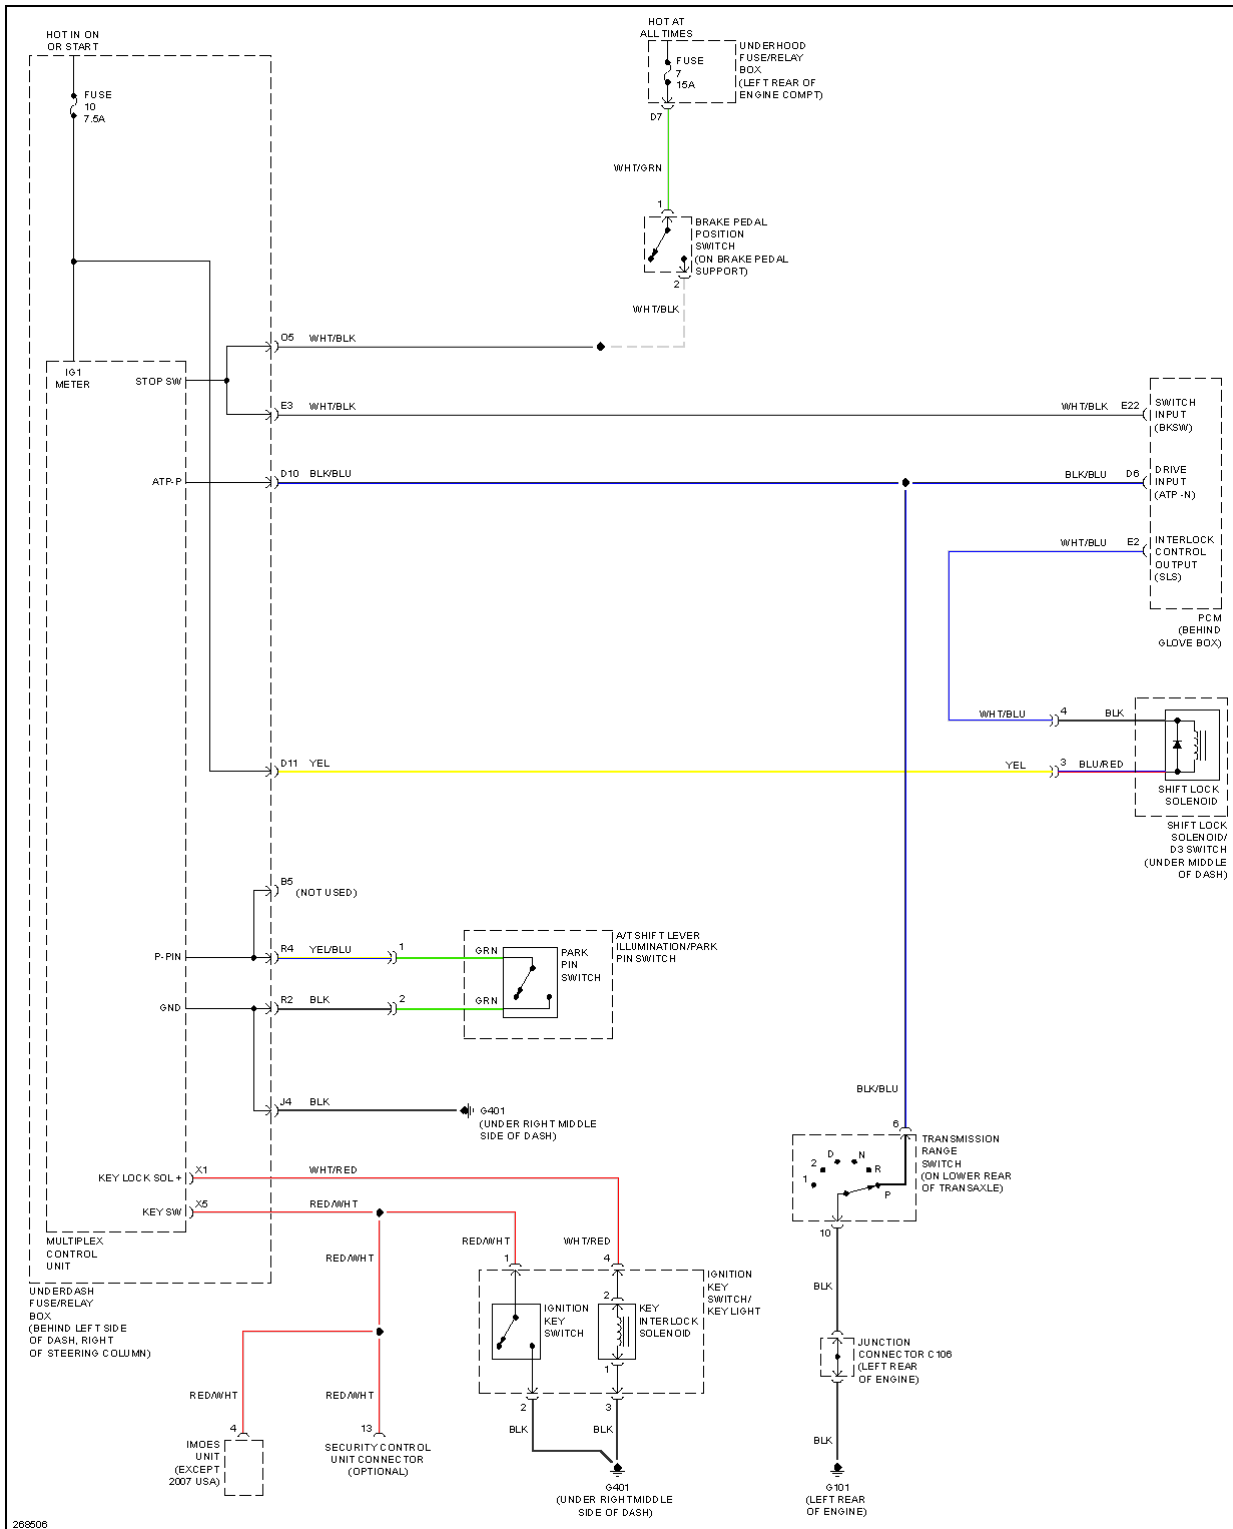 HOT IN ON
OR START
FUSE
10
7.5A
HOT AT
ALL TIMES
FUSE
7
15A
UNDERHOOD
FUSE/RELAY
BOX
(LEFT REAR OF
ENGINE COMPT)
D7
WHT/GRN
1
BRAKE PEDAL
POSITION
SWITCH
(ON BRAKE PEDAL
SUPPORT)
2
WHT/BLK
O5 WHT/BLK
IG1
METER
STOP SW
E3 WHT/BLK
WHT/BLK E22
SWITCH
INPUT
(BKSW)
ATP-P
D10 BLK/BLU
BLK/BLU D6
DRIVE
INPUT
(ATP -N)
WHT/BLU E2
INTERLOCK
CONTROL
OUTPUT
(SLS)
PCM
(BEHIND
GLOVE BOX)
WHT/BLU 4 BLK
D11 YEL
YEL 3 BLU/RED
SHIFT LOCK
SOLENOID
SHIFT LOCK
SOLENOID/
D3 SWITCH
(UNDER MIDDLE
OF DASH)
B5
(NOT USED)
P-PIN
R4 YEL/BLU 1 GRN
PARK
PIN
SWITCH
A/T SHIFT LEVER
ILLUMINATION/PARK
PIN SWITCH
GND
R2 BLK 2 GRN
J4 BLK
G401
(UNDER RIGHT MIDDLE
SIDE OF DASH)
BLK/BLU
6
TRANSMISSION
RANGE
SWITCH
(ON LOWER REAR
OF TRANSAXLE)
1
2
D
N
R
P
10
BLK
JUNCTION
CONNECTOR C106
(LEFT REAR
OF ENGINE)
BLK
G101
(LEFT REAR
OF ENGINE)
KEY LOCK SOL +
X1 WHT/RED
KEY SW
X5 RED/WHT
MULTIPLEX
CONTROL
UNIT
UNDERDASH
FUSE/RELAY
BOX
(BEHIND LEFT SIDE
OF DASH, RIGHT
OF STEERING COLUMN)
RED/WHT
RED/WHT
1
WHT/RED
4
IGNITION
KEY
SWITCH
2
KEY
INTERLOCK
SOLENOID
1
IGNITION
KEY
SWITCH/
KEY LIGHT
RED/WHT
4
IMOES
UNIT
(EXCEPT
2007 USA)
RED/WHT
13
SECURITY CONTROL
UNIT CONNECTOR
(OPTIONAL)
2
3
BLK
BLK
G401
(UNDER RIGHT MIDDLE
SIDE OF DASH)
268506